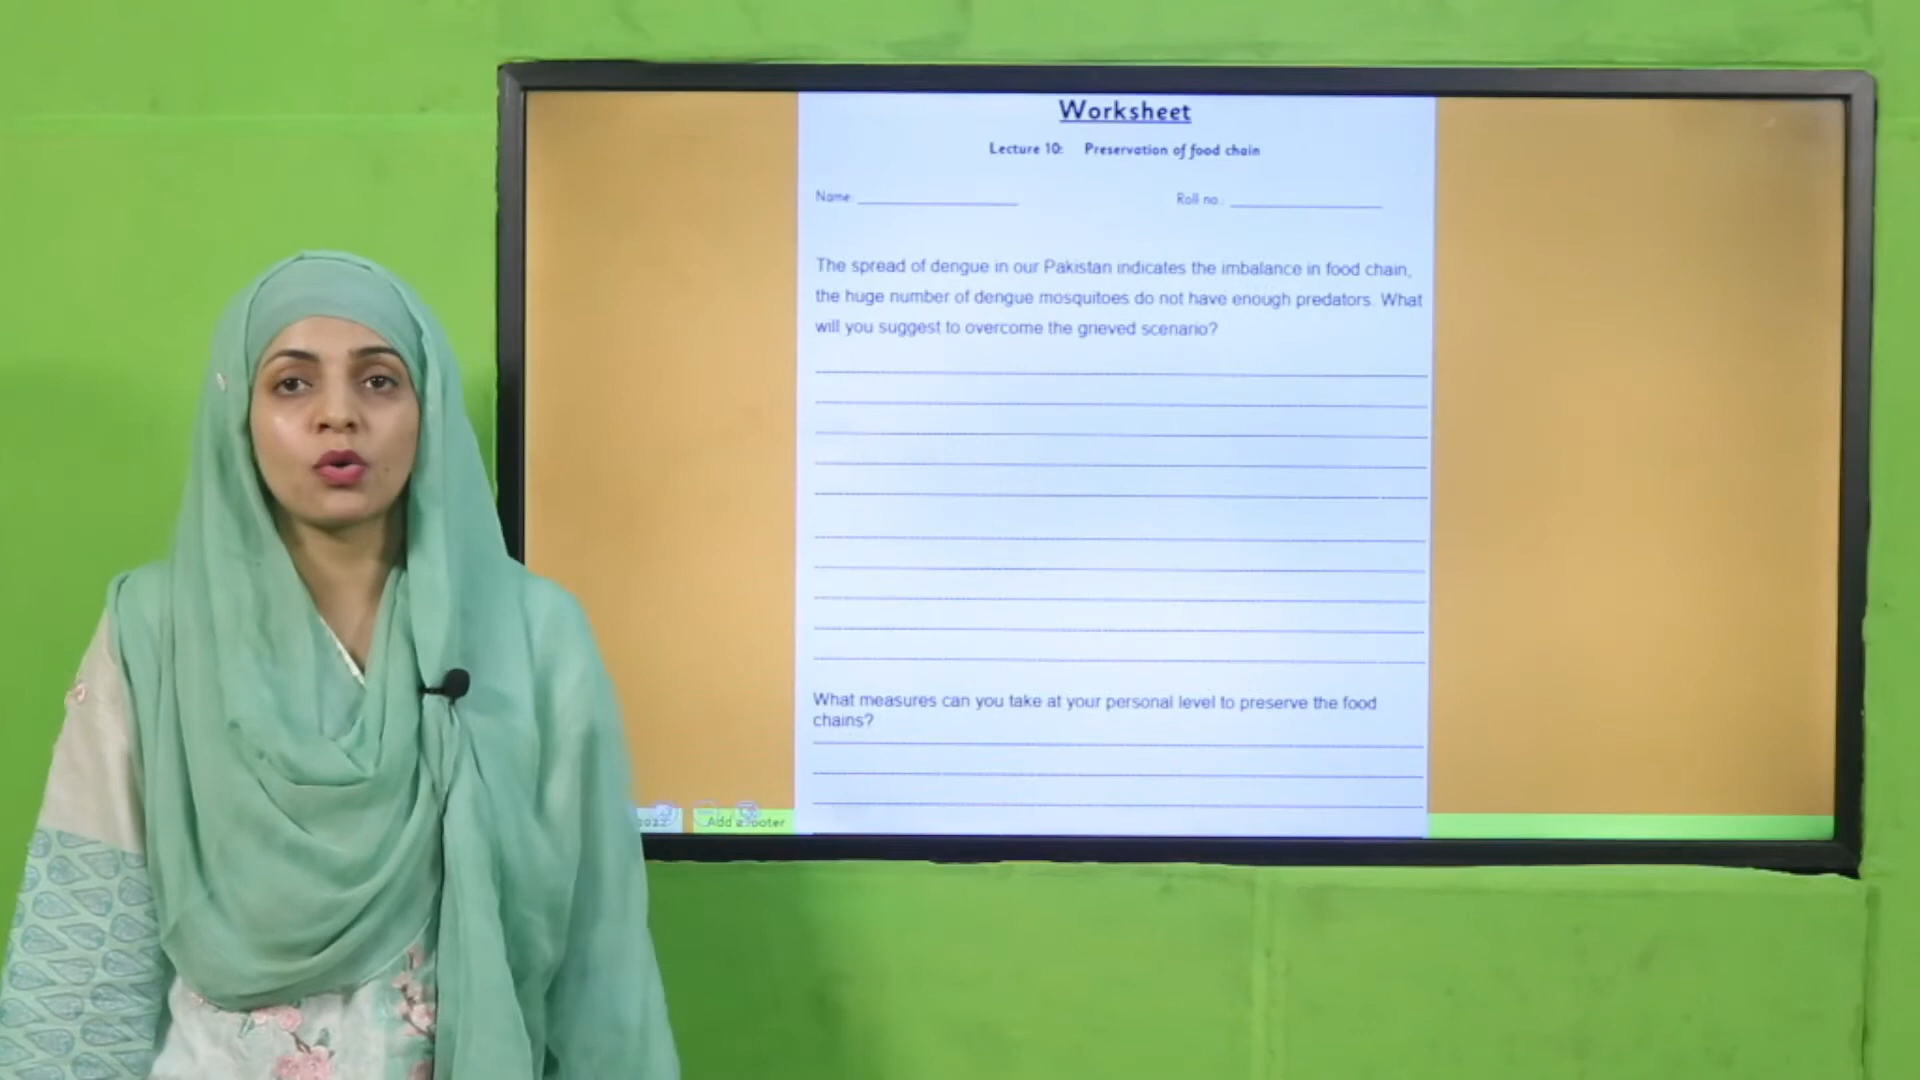 Worksheet
Lecture 10: Preservation of food chain
Name: Roll no.:
The spread of dengue in our Pakistan indicates the imbalance in food chain,
the huge number of dengue mosquitoes do not have enough predators. What
will you suggest to overcome the grieved scenario?
What measures can you take at your personal level to preserve the food
chains?
Add a footer